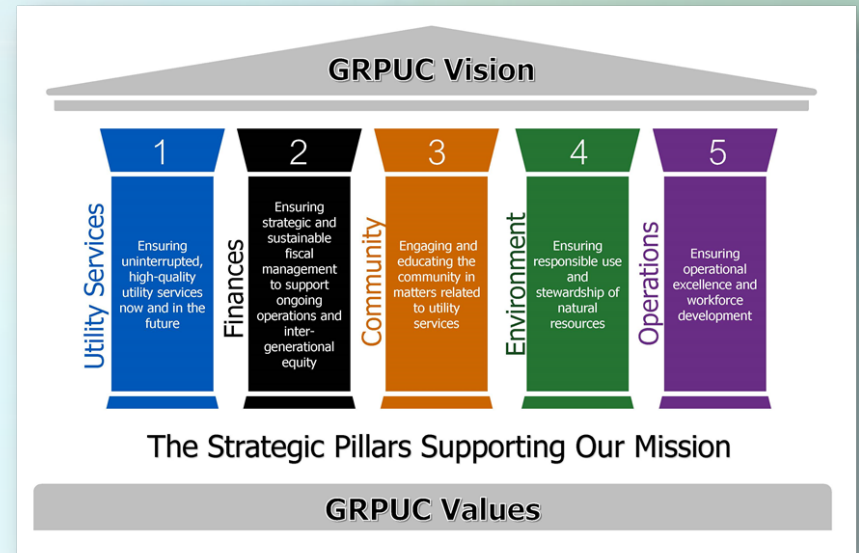 GRPUC Vision
1
Utility Services
Ensuring
uninterrupted,
high-quality
utility services
now and in the
future
2
Finances
Ensuring
strategic and
sustainable
fiscal
management
to support
ongoing
operations and
inter-
generational
equity
3
Community
Engaging and
educating the
community in
matters related
to utility
services
4
Environment
Ensuring
responsible use
and
stewardship of
natural
resources
5
Operations
Ensuring
operational
excellence and
workforce
development
The Strategic Pillars Supporting Our Mission
GRPUC Values